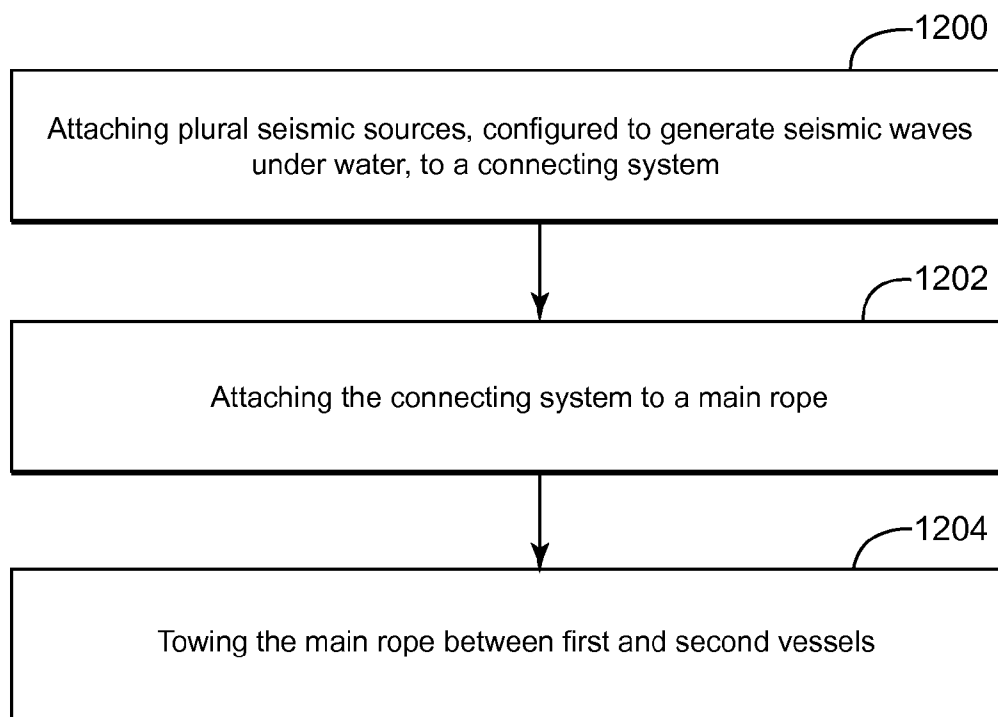 1200
Attaching plural seismic sources, configured to generate seismic waves
under water, to a connecting system
1202
Attaching the connecting system to a main rope
1204
Towing the main rope between first and second vessels